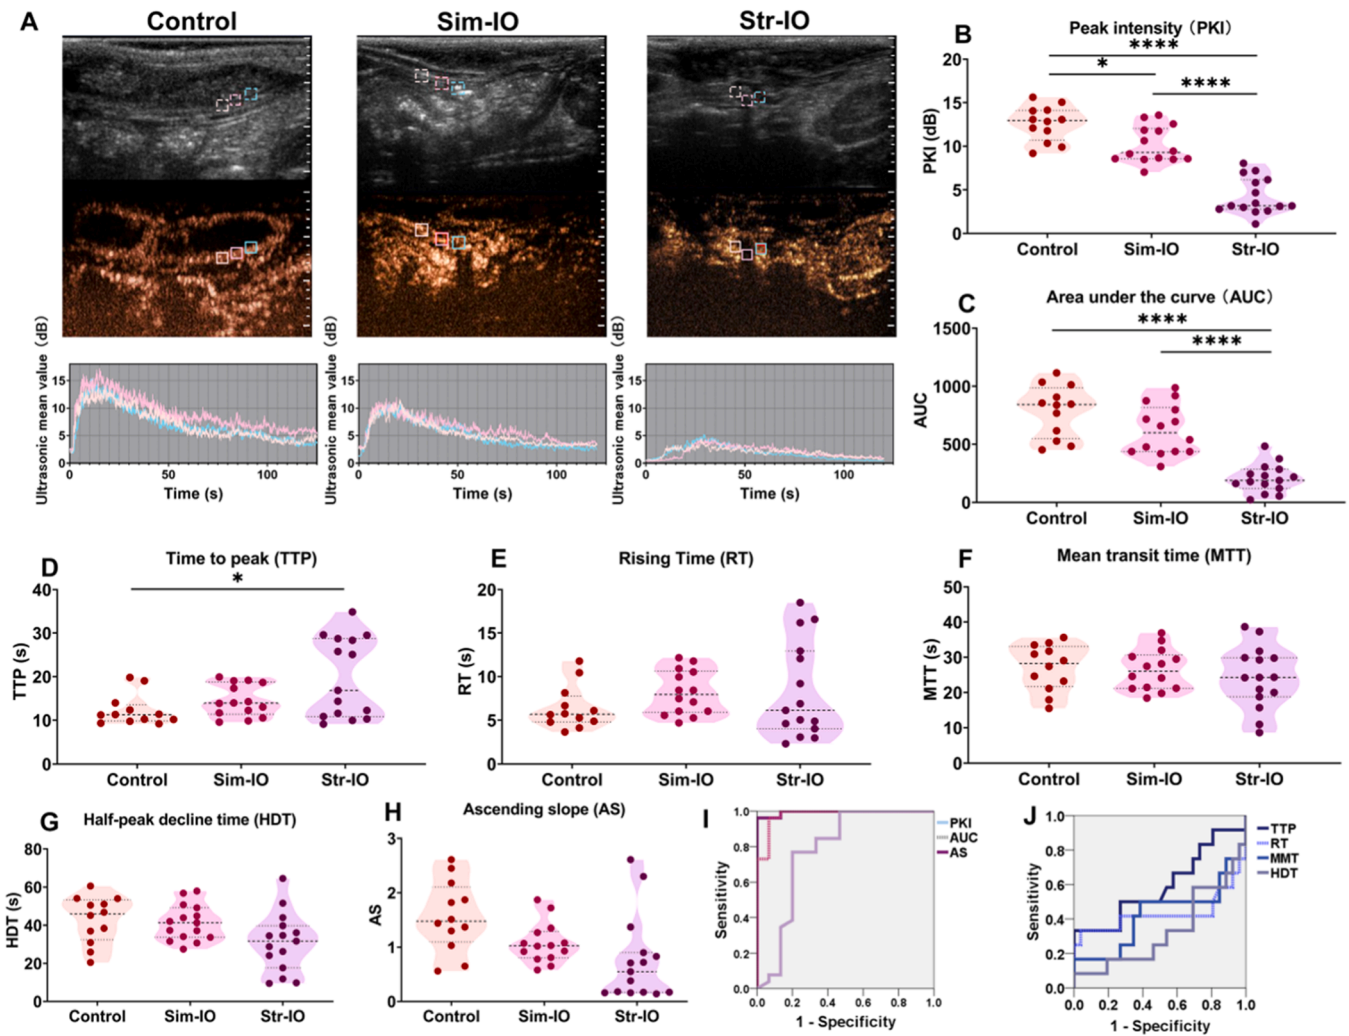 A
Control
Sim-IO
Str-IO
Ultrasonic mean value (dB)
15
10
5
0
0
50
100
Time (s)
Ultrasonic mean value (dB)
15
10
5
0
0
50
100
Time (s)
Ultrasonic mean value (dB)
15
10
5
0
0
50
100
Time (s)
B
Peak intensity (PKI)
****
*
****
PKI (dB)
20
15
10
5
0
Control
Sim-IO
Str-IO
C
Area under the curve (AUC)
****
****
AUC
1500
1000
500
0
Control
Sim-IO
Str-IO
D
Time to peak (TTP)
*
TTP (s)
40
30
20
10
0
Control
Sim-IO
Str-IO
E
Rising Time (RT)
RT (s)
20
15
10
5
0
Control
Sim-IO
Str-IO
F
Mean transit time (MTT)
MTT (s)
50
40
30
20
10
0
Control
Sim-IO
Str-IO
G
Half-peak decline time (HDT)
HDT (s)
80
60
40
20
0
Control
Sim-IO
Str-IO
H
Ascending slope (AS)
AS
3
2
1
0
Control
Sim-IO
Str-IO
I
Sensitivity
1.0
0.8
0.6
0.4
0.2
0.0
0.0
0.2
0.4
0.6
0.8
1.0
1 - Specificity
PKI
AUC
AS
J
Sensitivity
1.0
0.8
0.6
0.4
0.2
0.0
0.0
0.2
0.4
0.6
0.8
1.0
1 - Specificity
TTP
RT
MMT
HDT